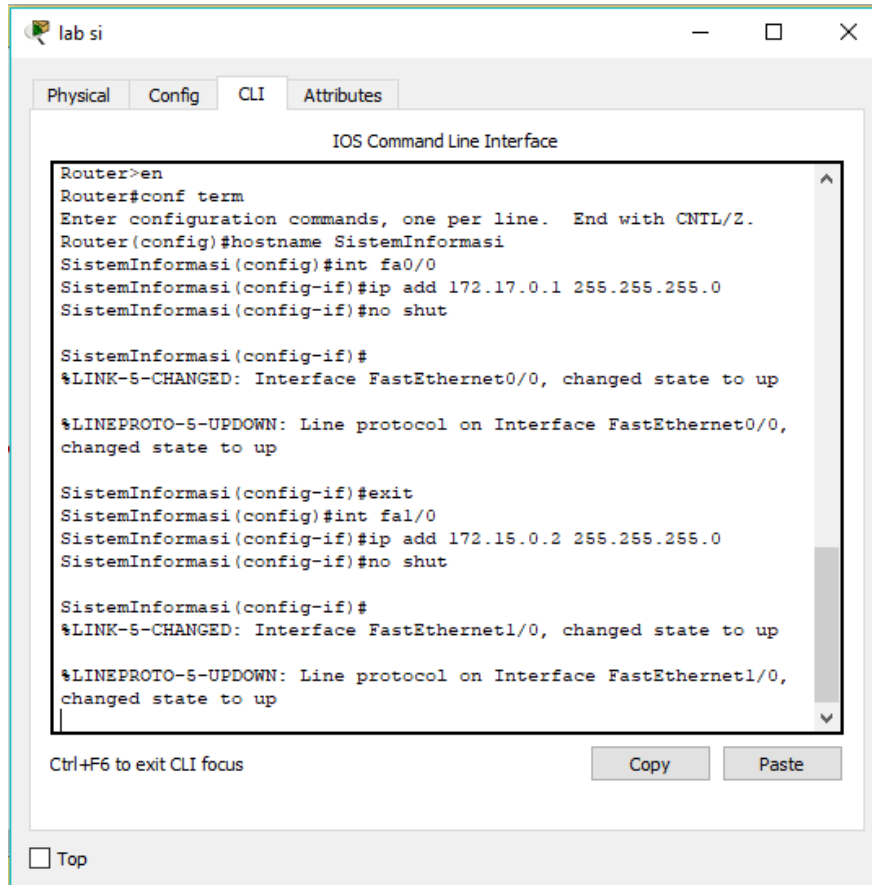 lab si
Physical Config CLI Attributes
IOS Command Line Interface
Router>en
Router#conf term
Enter configuration commands, one per line.  End with CNTL/Z.
Router(config)#hostname SistemInformasi
SistemInformasi(config)#int fa0/0
SistemInformasi(config-if)#ip add 172.17.0.1 255.255.255.0
SistemInformasi(config-if)#no shut
SistemInformasi(config-if)#
%LINK-5-CHANGED: Interface FastEthernet0/0, changed state to up
%LINEPROTO-5-UPDOWN: Line protocol on Interface FastEthernet0/0,
changed state to up
SistemInformasi(config-if)#exit
SistemInformasi(config)#int fa1/0
SistemInformasi(config-if)#ip add 172.15.0.2 255.255.255.0
SistemInformasi(config-if)#no shut
SistemInformasi(config-if)#
%LINK-5-CHANGED: Interface FastEthernet1/0, changed state to up
%LINEPROTO-5-UPDOWN: Line protocol on Interface FastEthernet1/0,
changed state to up
Ctrl+F6 to exit CLI focus Copy Paste
Top